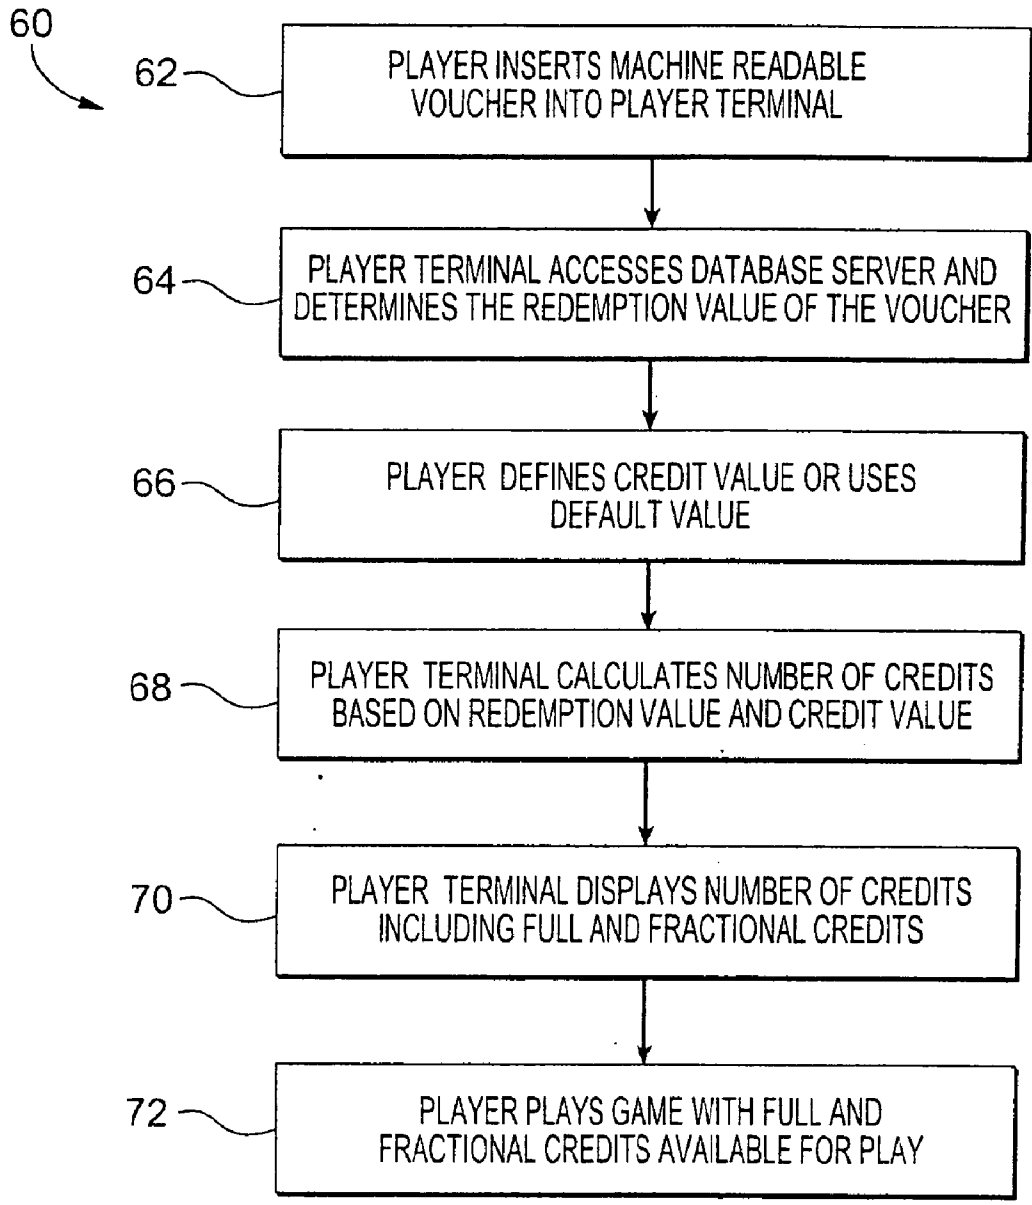 60
62
PLAYER INSERTS MACHINE READABLE
VOUCHER INTO PLAYER TERMINAL
64
PLAYER TERMINAL ACCESSES DATABASE SERVER AND
DETERMINES THE REDEMPTION VALUE OF THE VOUCHER
66
PLAYER DEFINES CREDIT VALUE OR USES
DEFAULT VALUE
68
PLAYER TERMINAL CALCULATES NUMBER OF CREDITS
BASED ON REDEMPTION VALUE AND CREDIT VALUE
70
PLAYER TERMINAL DISPLAYS NUMBER OF CREDITS
INCLUDING FULL AND FRACTIONAL CREDITS
72
PLAYER PLAYS GAME WITH FULL AND
FRACTIONAL CREDITS AVAILABLE FOR PLAY